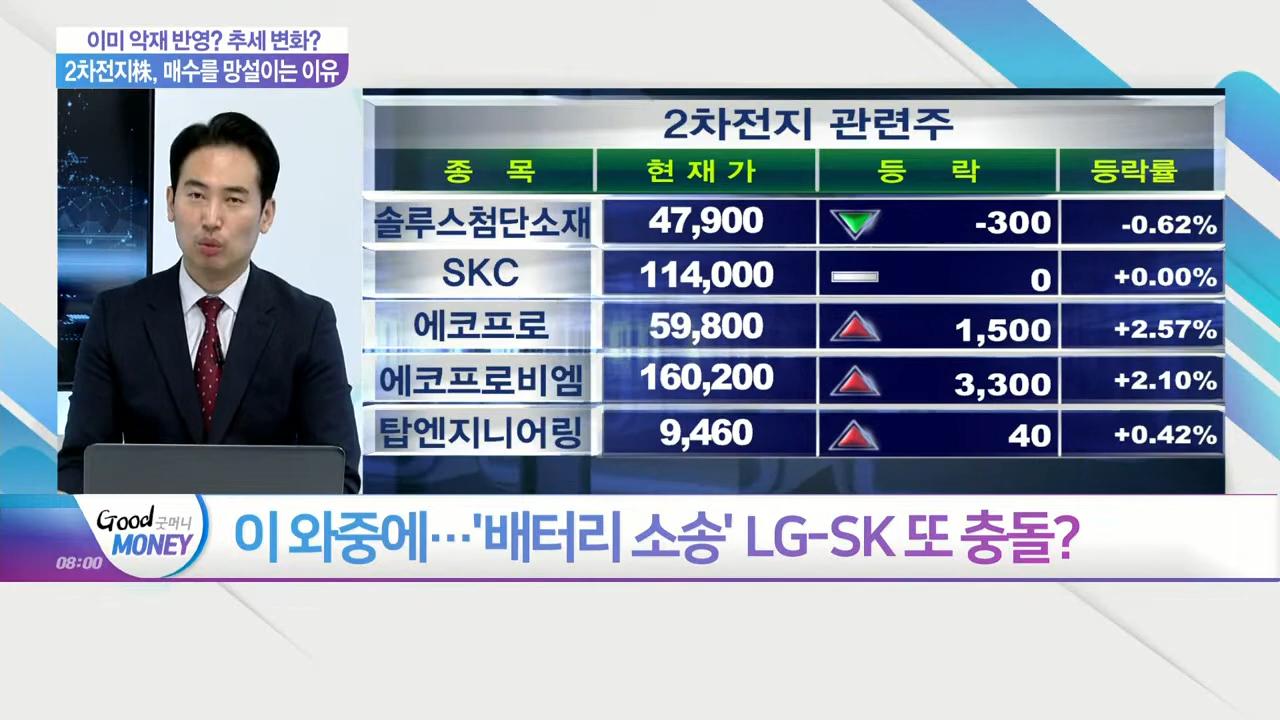 이미 악재 반영? 추세 변화?
2차전지株, 매수를 망설이는 이유
2차전지 관련주
종 목 현 재 가 등 락 등락률
솔루스첨단소재 47,900 -300 -0.62%
SKC 114,000 0 +0.00%
에코프로 59,800 1,500 +2.57%
에코프로비엠 160,200 3,300 +2.10%
탑엔지니어링 9,460 40 +0.42%
Good 굿머니
MONEY
08:00
이 와중에…'배터리 소송' LG-SK 또 충돌?